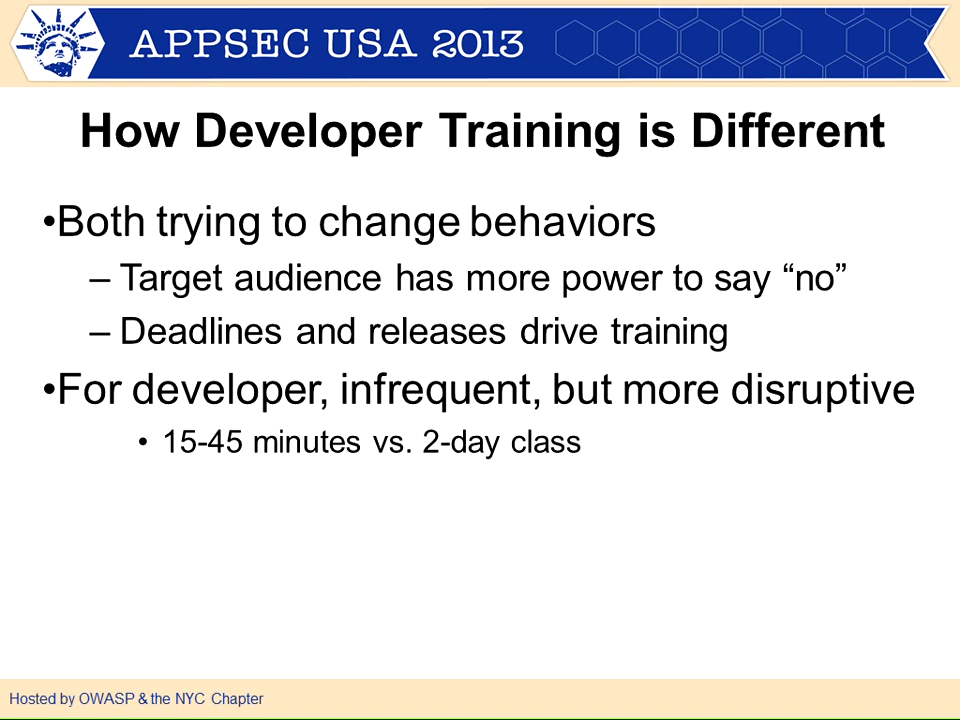 APPSEC USA 2013
How Developer Training is Different
•Both trying to change behaviors
– Target audience has more power to say “no”
– Deadlines and releases drive training
•For developer, infrequent, but more disruptive
• 15-45 minutes vs. 2-day class
Hosted by OWASP & the NYC Chapter